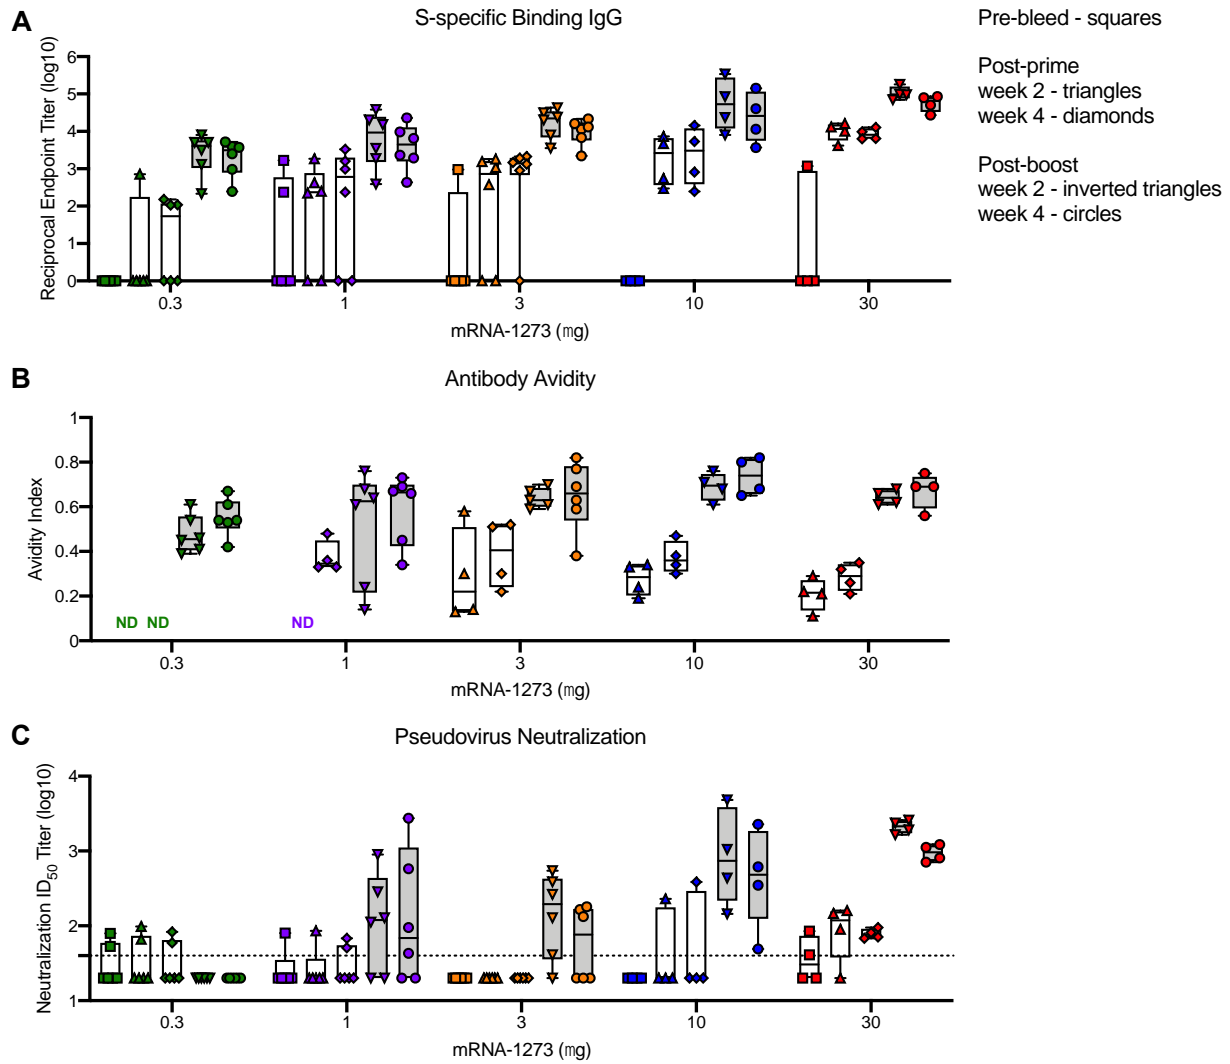 A
S-specific Binding IgG
Pre-bleed - squares
Post-prime
week 2 - triangles
week 4 - diamonds
Post-boost
week 2 - inverted triangles
week 4 - circles
Reciprocal Endpoint Titer (log10)
6
5
4
3
2
1
0
0.3 1 3 10 30
mRNA-1273 (mg)
B
Antibody Avidity
Avidity Index
1
0.8
0.6
0.4
0.2
0
ND ND ND
0.3 1 3 10 30
mRNA-1273 (mg)
C
Pseudovirus Neutralization
Neutralization ID50 Titer (log10)
4
3
2
1
0.3 1 3 10 30
mRNA-1273 (mg)